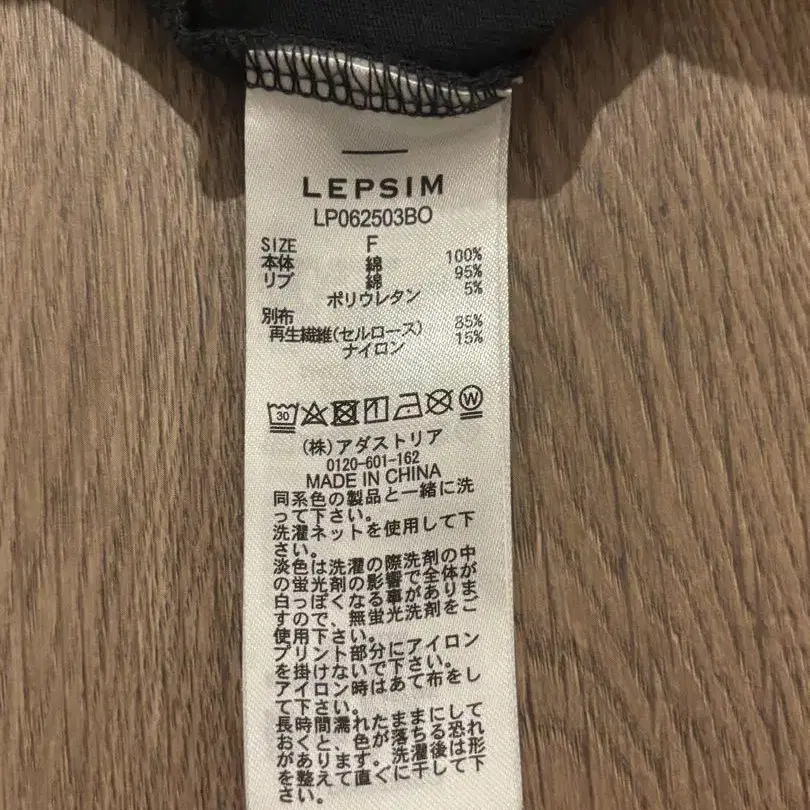 LEPSIM
LP062503BO
SIZE F
本体 綿 100%
リブ 綿 95%
ポリウレタン 5%
別布
再生繊維(セルロース) 85%
ナイロン 15%
30
W
(株)アダストリア
0120-601-162
MADE IN CHINA
同系色の製品と一緒に洗
って下さい。
洗濯ネットを使用して下
さい。
淡色は洗濯の際洗剤の中
の蛍光剤の影響で全体が
白っぽくなる事がありま
すので、無蛍光洗剤をご
使用下さい。
プリント部分にアイロン
を掛けないで下さい。
アイロン時はあて布をし
て下さい。
長時間濡れたままにして
おくと、色が落ちる恐れ
があります。洗濯後は形
を整えて直ぐに干して下
さい。